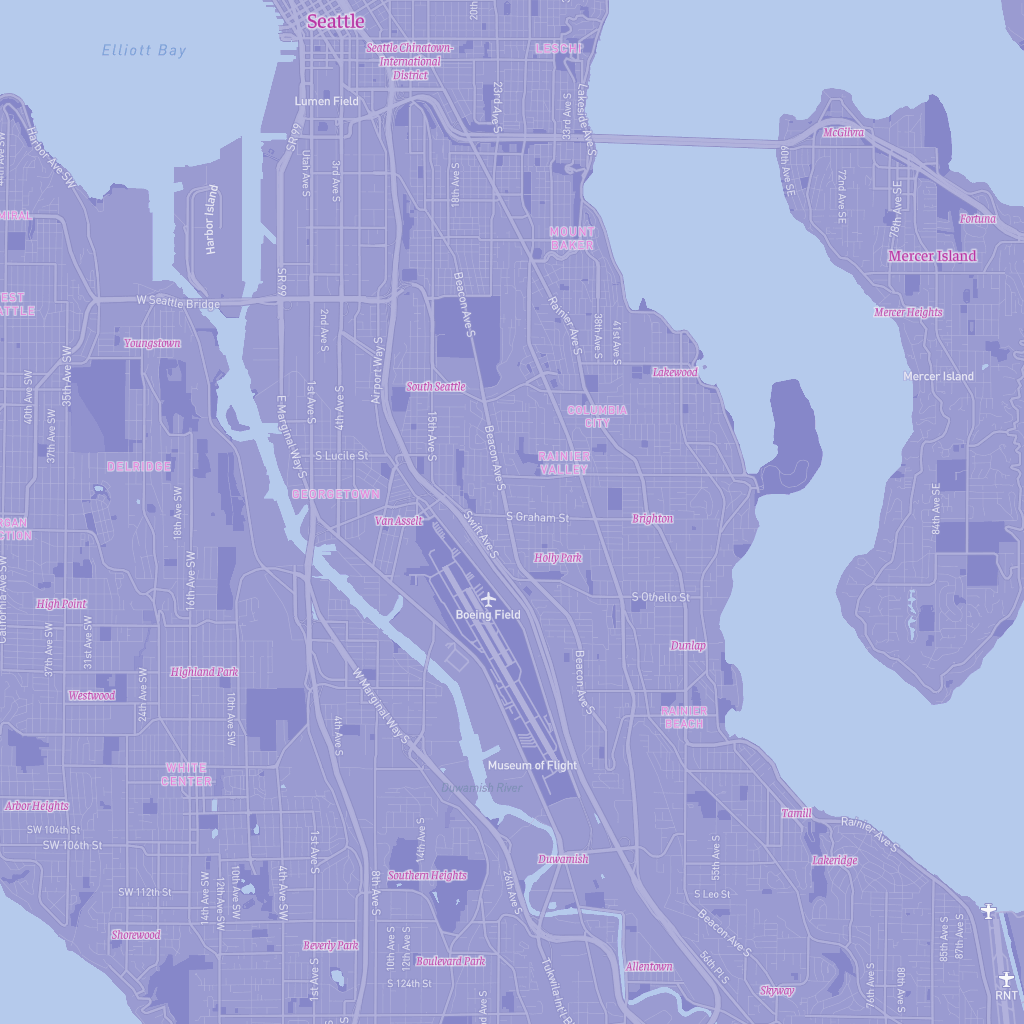 Seattle
20th
Elliott Bay
Seattle Chinatown-
International
District
LESCHI
Lumen Field
23rd Ave S
33rd Ave S
Lakeside Ave S
McGilvra
SR-99
Harbor Ave SW
44th Ave SW
Utah Ave S
3rd Ave S
18th Ave S
60th Ave SE
72nd Ave SE
78th Ave SE
Harbor Island
MIRAL
Fortuna
MOUNT
BAKER
Mercer Island
SR-99
Beacon Ave S
EST
ATTLE
W Seattle Bridge
Rainier Ave S
Mercer Heights
2nd Ave S
38th Ave S
41st Ave S
Youngstown
35th Ave SW
Airport Way S
Lakewood
Mercer Island
40th Ave SW
South Seattle
1st Ave S
4th Ave S
37th Ave SW
15th Ave S
COLUMBIA
CITY
E Marginal Way S
Beacon Ave S
S Lucile St
RAINIER
VALLEY
DELRIDGE
GEORGETOWN
18th Ave SW
84th Ave SE
Van Asselt
Swift Ave S
S Graham St
Brighton
RGAN
CTION
Holly Park
16th Ave SW
California Ave SW
High Point
S Othello St
Boeing Field
37th Ave SW
31st Ave SW
Dunlap
Highland Park
Westwood
24th Ave SW
10th Ave SW
W Marginal Way S
Beacon Ave S
RAINIER
BEACH
4th Ave S
WHITE
CENTER
Museum of Flight
Duwamish River
Arbor Heights
Tamill
SW 104th St
SW 106th St
1st Ave S
14th Ave S
Rainier Ave S
Duwamish
55th Ave S
Lakeridge
SW 112th St
14th Ave SW
12th Ave SW
10th Ave SW
4th Ave SW
8th Ave S
Southern Heights
26th Ave S
S Leo St
Shorewood
Beverly Park
10th Ave S
12th Ave S
Beacon Ave S
85th Ave S
87th Ave S
Boulevard Park
Allentown
56th Pl S
1st Ave S
S 124th St
Tukwila Int'l B
Skyway
76th Ave S
80th Ave S
RNT
S
nd Ave S